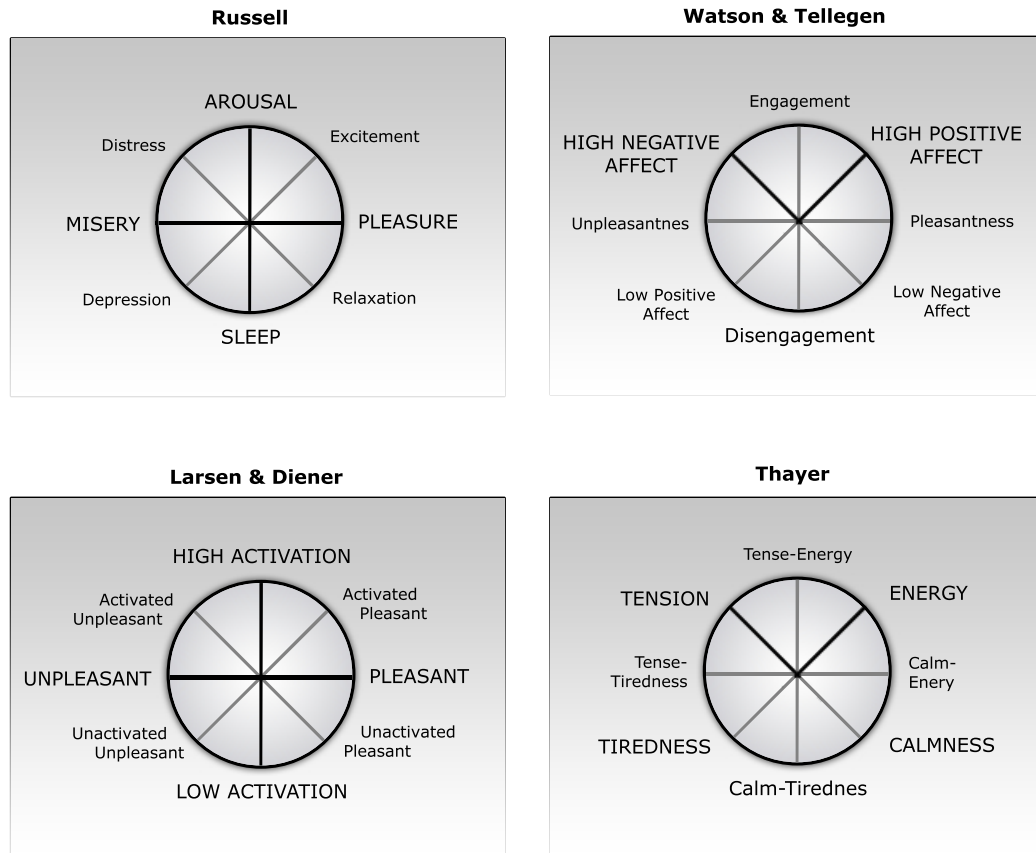 Russell
AROUSAL
Distress
Excitement
MISERY
PLEASURE
Depression
Relaxation
SLEEP
Watson & Tellegen
Engagement
HIGH NEGATIVE
AFFECT
HIGH POSITIVE
AFFECT
Unpleasantnes
Pleasantness
Low Positive
Affect
Low Negative
Affect
Disengagement
Larsen & Diener
HIGH ACTIVATION
Activated
Unpleasant
Activated
Pleasant
UNPLEASANT
PLEASANT
Unactivated
Unpleasant
Unactivated
Pleasant
LOW ACTIVATION
Thayer
Tense-Energy
TENSION
ENERGY
Tense-
Tiredness
Calm-
Enery
TIREDNESS
CALMNESS
Calm-Tirednes